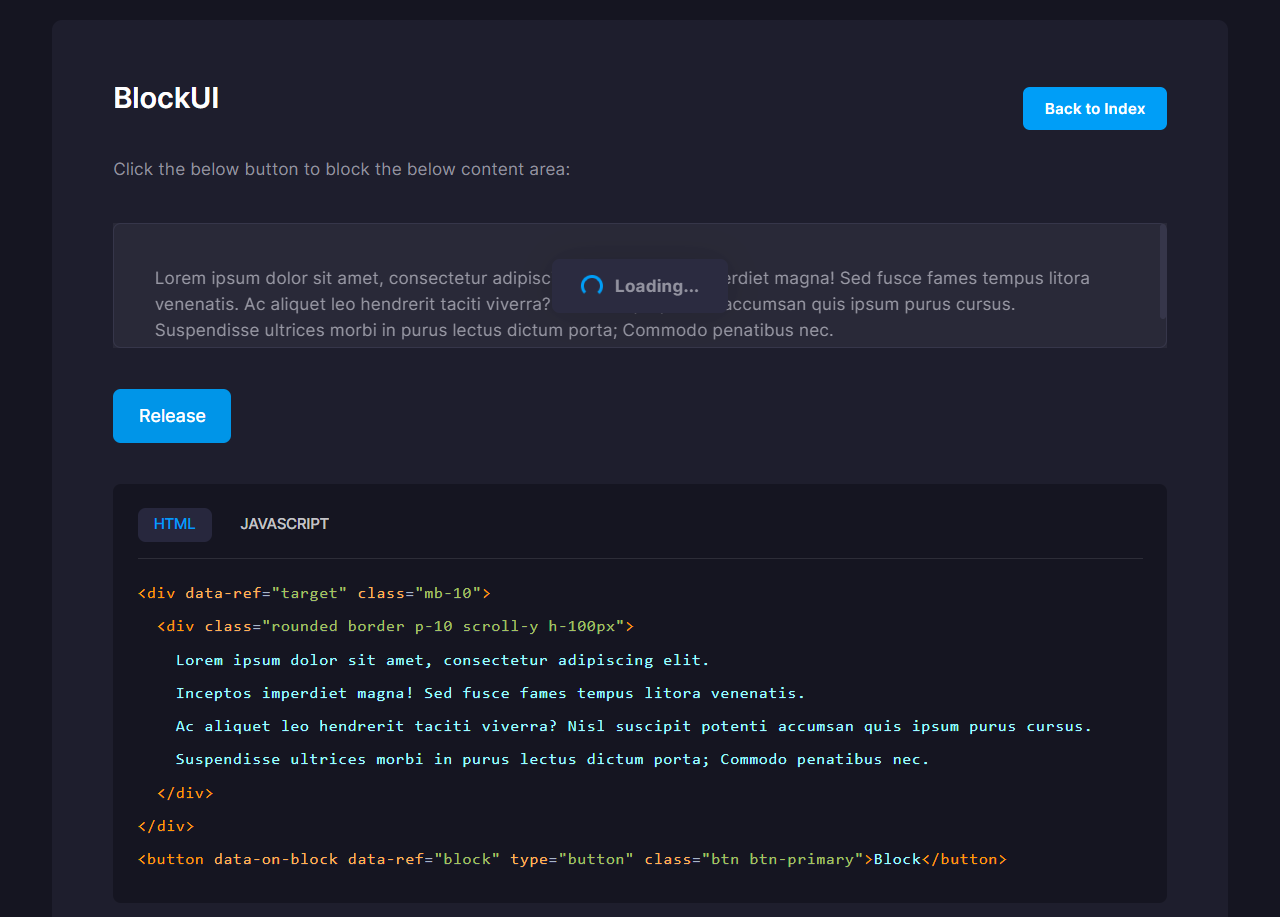 BlockUI
Back to Index
Click the below button to block the below content area:
Lorem ipsum dolor sit amet, consectetur adipisc
erdiet magna! Sed fusce fames tempus litora
Loading...
venenatis. Ac aliquet leo hendrerit taciti viverra?
accumsan quis ipsum purus cursus.
Suspendisse ultrices morbi in purus lectus dictum porta; Commodo penatibus nec.
Release
HTML
JAVASCRIPT
<div data-ref="target" class="mb-10">
  <div class="rounded border p-10 scroll-y h-100px">
    Lorem ipsum dolor sit amet, consectetur adipiscing elit.
    Inceptos imperdiet magna! Sed fusce fames tempus litora venenatis.
    Ac aliquet leo hendrerit taciti viverra? Nisl suscipit potenti accumsan quis ipsum purus cursus.
    Suspendisse ultrices morbi in purus lectus dictum porta; Commodo penatibus nec.
  </div>
</div>
<button data-on-block data-ref="block" type="button" class="btn btn-primary">Block</button>